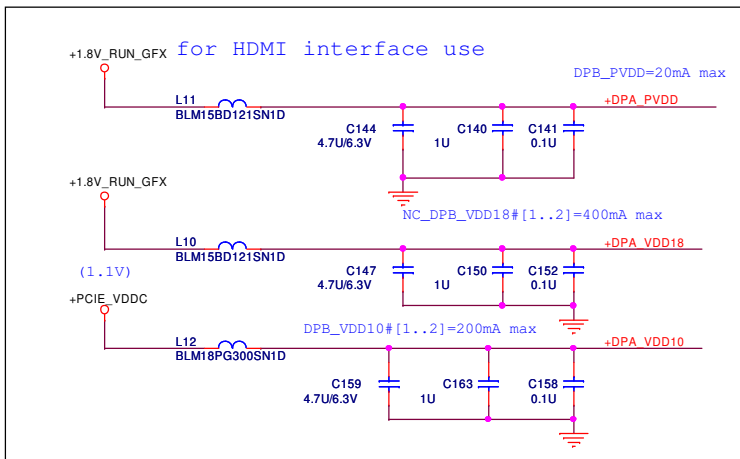 for HDMI interface use
+1.8V_RUN_GFX
DPB_PVDD=20mA max
L11
BLM15BD121SN1D
+DPA_PVDD
C144
4.7U/6.3V
C140
1U
C141
0.1U
+1.8V_RUN_GFX
NC_DPB_VDD18#[1..2]=400mA max
L10
BLM15BD121SN1D
+DPA_VDD18
C147
4.7U/6.3V
C150
1U
C152
0.1U
(1.1V)
+PCIE_VDDC
DPB_VDD10#[1..2]=200mA max
L12
BLM18PG300SN1D
+DPA_VDD10
C159
4.7U/6.3V
C163
1U
C158
0.1U